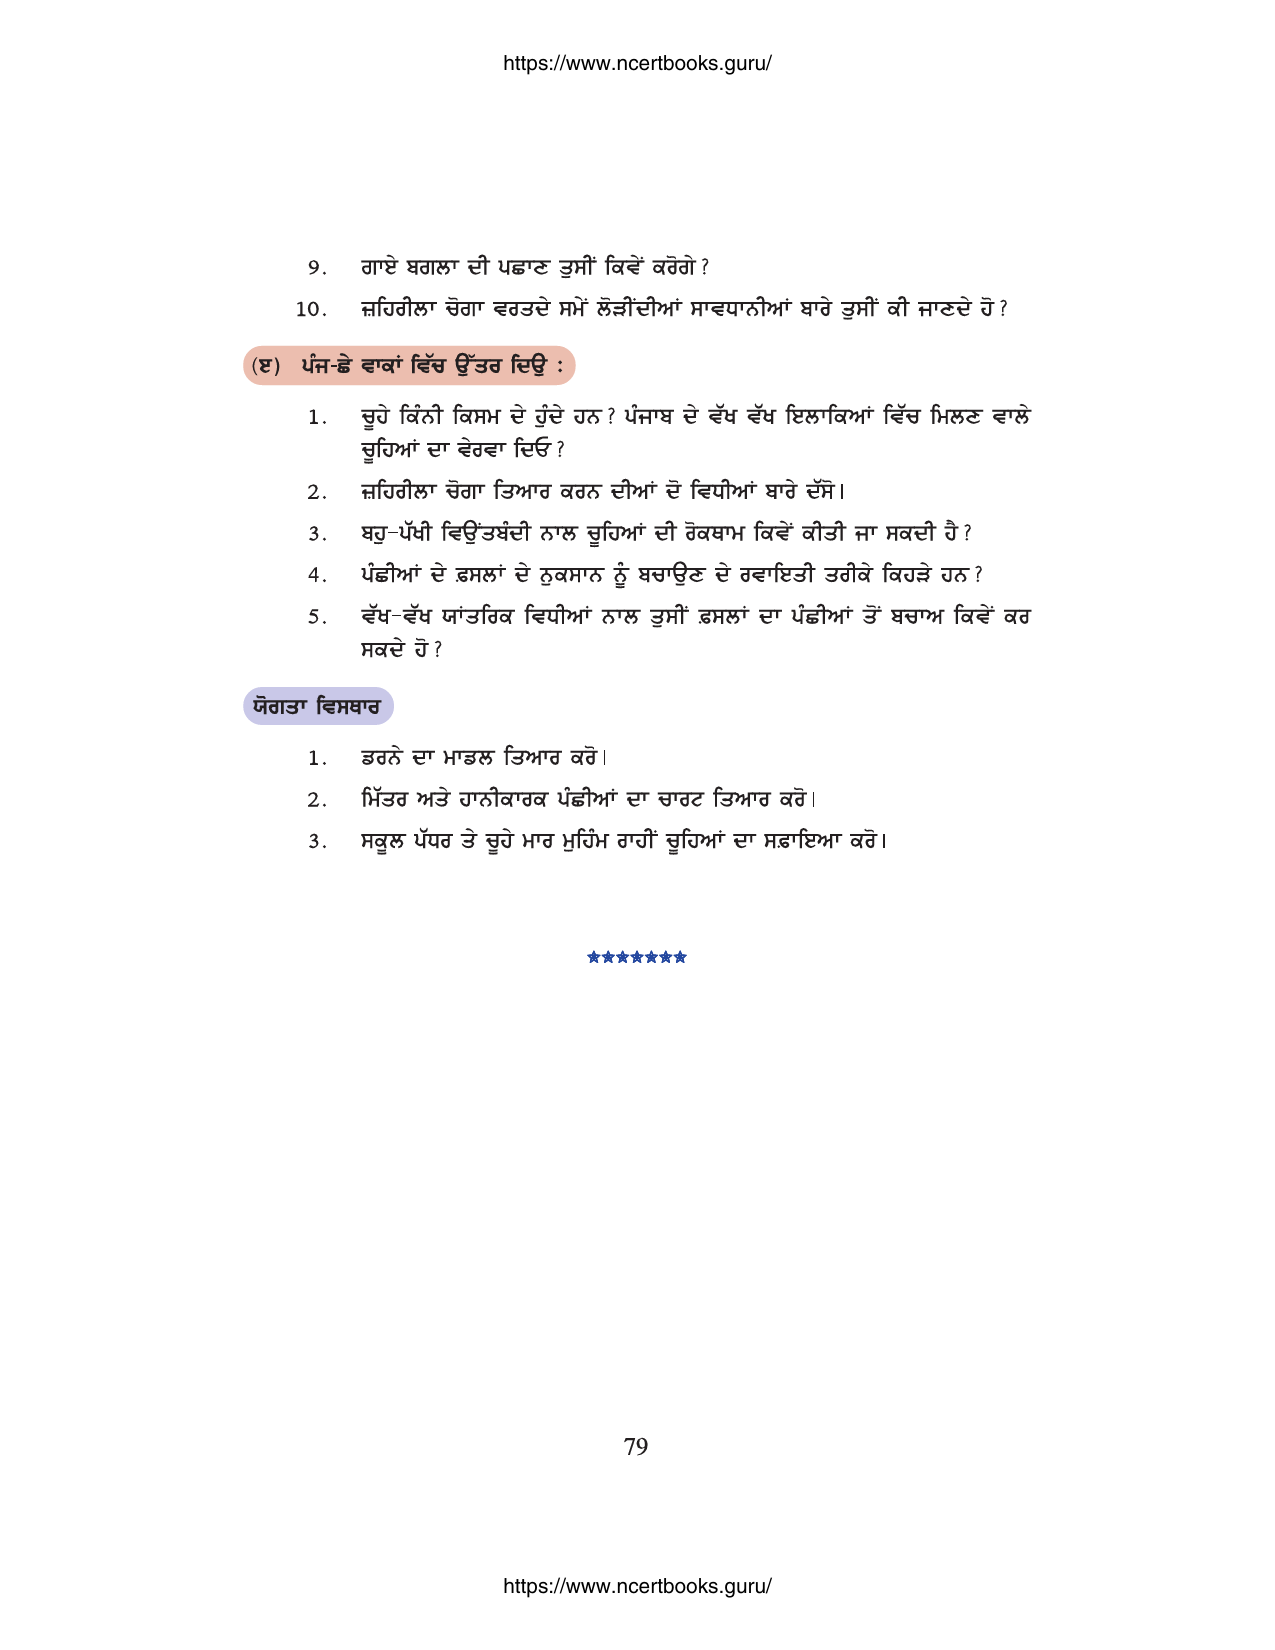 https://www.ncertbooks.guru/
9. ਗਾਏ ਬਗਲਾ ਦੀ ਪਛਾਣ ਤੁਸੀਂ ਕਿਵੇਂ ਕਰੋਗੇ ?
10. ਜ਼ਹਿਰੀਲਾ ਚੋਗਾ ਵਰਤਦੇ ਸਮੇਂ ਲੋੜੀਂਦੀਆਂ ਸਾਵਧਾਨੀਆਂ ਬਾਰੇ ਤੁਸੀਂ ਕੀ ਜਾਣਦੇ ਹੋ ?
(ੲ) ਪੰਜ-ਛੇ ਵਾਕਾਂ ਵਿੱਚ ਉੱਤਰ ਦਿਉ :
1. ਚੂਹੇ ਕਿੰਨੀ ਕਿਸਮ ਦੇ ਹੁੰਦੇ ਹਨ ? ਪੰਜਾਬ ਦੇ ਵੱਖ ਵੱਖ ਇਲਾਕਿਆਂ ਵਿੱਚ ਮਿਲਣ ਵਾਲੇ
ਚੂਹਿਆਂ ਦਾ ਵੇਰਵਾ ਦਿਓ ?
2. ਜ਼ਹਿਰੀਲਾ ਚੋਗਾ ਤਿਆਰ ਕਰਨ ਦੀਆਂ ਦੋ ਵਿਧੀਆਂ ਬਾਰੇ ਦੱਸੋ।
3. ਬਹੁ-ਪੱਖੀ ਵਿਉਂਤਬੰਦੀ ਨਾਲ ਚੂਹਿਆਂ ਦੀ ਰੋਕਥਾਮ ਕਿਵੇਂ ਕੀਤੀ ਜਾ ਸਕਦੀ ਹੈ ?
4. ਪੰਛੀਆਂ ਦੇ ਫ਼ਸਲਾਂ ਦੇ ਨੁਕਸਾਨ ਨੂੰ ਬਚਾਉਣ ਦੇ ਰਵਾਇਤੀ ਤਰੀਕੇ ਕਿਹੜੇ ਹਨ ?
5. ਵੱਖ-ਵੱਖ ਯਾਂਤਰਿਕ ਵਿਧੀਆਂ ਨਾਲ ਤੁਸੀਂ ਫ਼ਸਲਾਂ ਦਾ ਪੰਛੀਆਂ ਤੋਂ ਬਚਾਅ ਕਿਵੇਂ ਕਰ
ਸਕਦੇ ਹੋ ?
ਯੋਗਤਾ ਵਿਸਥਾਰ
1. ਡਰਨੇ ਦਾ ਮਾਡਲ ਤਿਆਰ ਕਰੋ।
2. ਮਿੱਤਰ ਅਤੇ ਹਾਨੀਕਾਰਕ ਪੰਛੀਆਂ ਦਾ ਚਾਰਟ ਤਿਆਰ ਕਰੋ।
3. ਸਕੂਲ ਪੱਧਰ ਤੇ ਚੂਹੇ ਮਾਰ ਮੁਹਿੰਮ ਰਾਹੀਂ ਚੂਹਿਆਂ ਦਾ ਸਫ਼ਾਇਆ ਕਰੋ।
79
https://www.ncertbooks.guru/